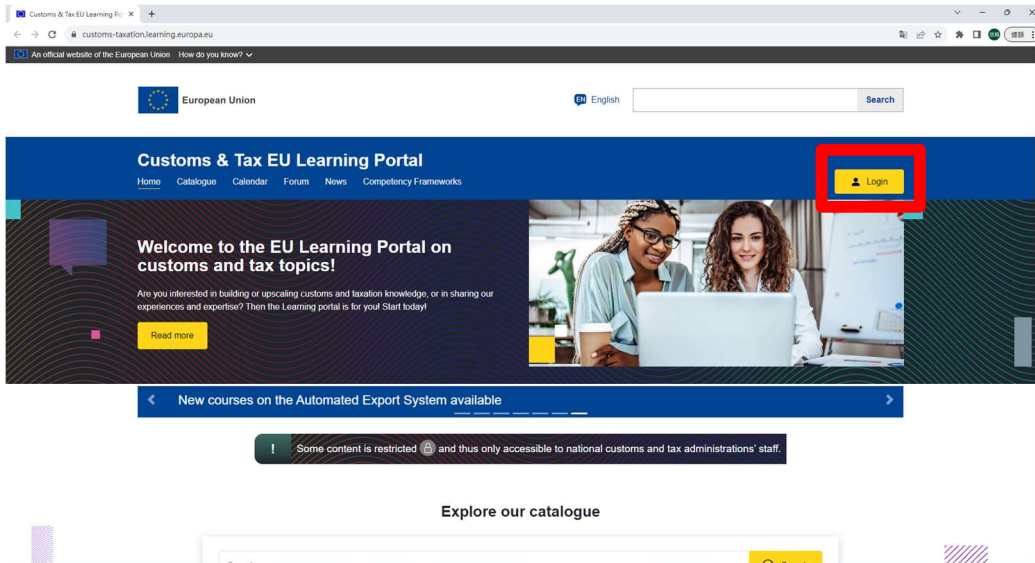 Customs & Tax EU Learning Po
customs-taxation.learning.europa.eu
An official website of the European Union How do you know?
European Union
EN English
Search
Customs & Tax EU Learning Portal
Login
Home Catalogue Calendar Forum News Competency Frameworks
Welcome to the EU Learning Portal on
customs and tax topics!
Are you interested in building or upscaling customs and taxation knowledge, or in sharing our
experiences and expertise? Then the Learning portal is for you! Start today!
Read more
New courses on the Automated Export System available
! Some content is restricted and thus only accessible to national customs and tax administrations' staff.
Explore our catalogue